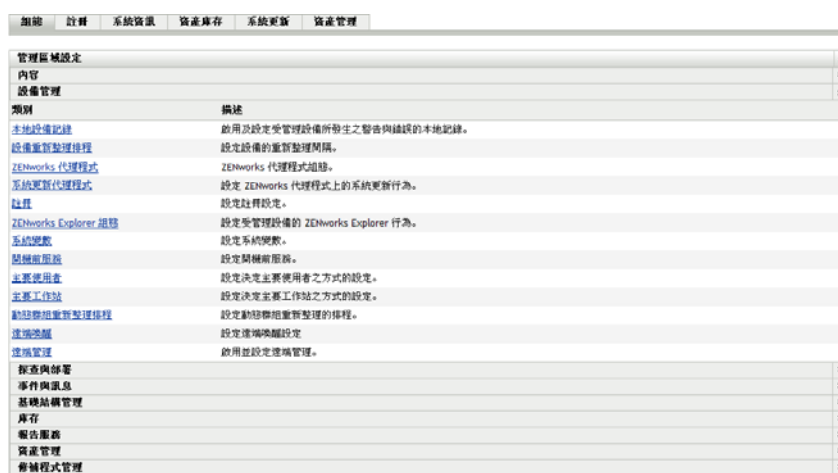 組態 註冊 系統資訊 資產庫存 系統更新 資產管理
管理區域設定
內容
設備管理
類別 描述
本地設備記錄 啟用及設定受管理設備所發生之警告與錯誤的本地記錄。
設備重新整理排程 設定設備的重新整理間隔。
ZENworks 代理程式 ZENworks 代理程式組態。
系統更新代理程式 設定 ZENworks 代理程式上的系統更新行為。
註冊 設定註冊設定。
ZENworks Explorer 組態 設定受管理設備的 ZENworks Explorer 行為。
系統變數 設定系統變數。
開機前服務 設定開機前服務。
主要使用者 設定決定主要使用者之方式的設定。
主要工作站 設定決定主要工作站之方式的設定。
動態群組重新整理排程 設定動態群組重新整理的排程。
遠端喚醒 設定遠端喚醒設定
遠端管理 啟用並設定遠端管理。
探查與部署
事件與訊息
基礎結構管理
庫存
報告服務
資產管理
修補程式管理